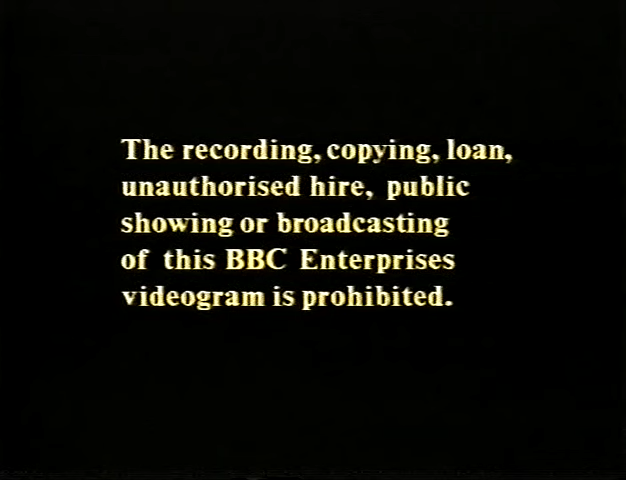 The recording, copying, loan,
unauthorised hire, public
showing or broadcasting
of this BBC Enterprises
videogram is prohibited.